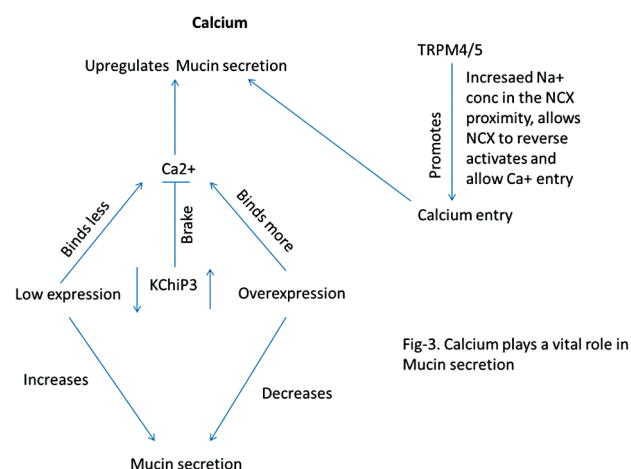 Calcium
TRPM4/5
Upregulates Mucin secretion
Incresaed Na+
conc in the NCX
proximity, allows
NCX to reverse
activates and
allow Ca+ entry
Promotes
Ca2+
Calcium entry
Binds less
Brake
Binds more
Low expression
KChiP3
Overexpression
Fig-3. Calcium plays a vital role in
Mucin secretion
Increases
Decreases
Mucin secretion